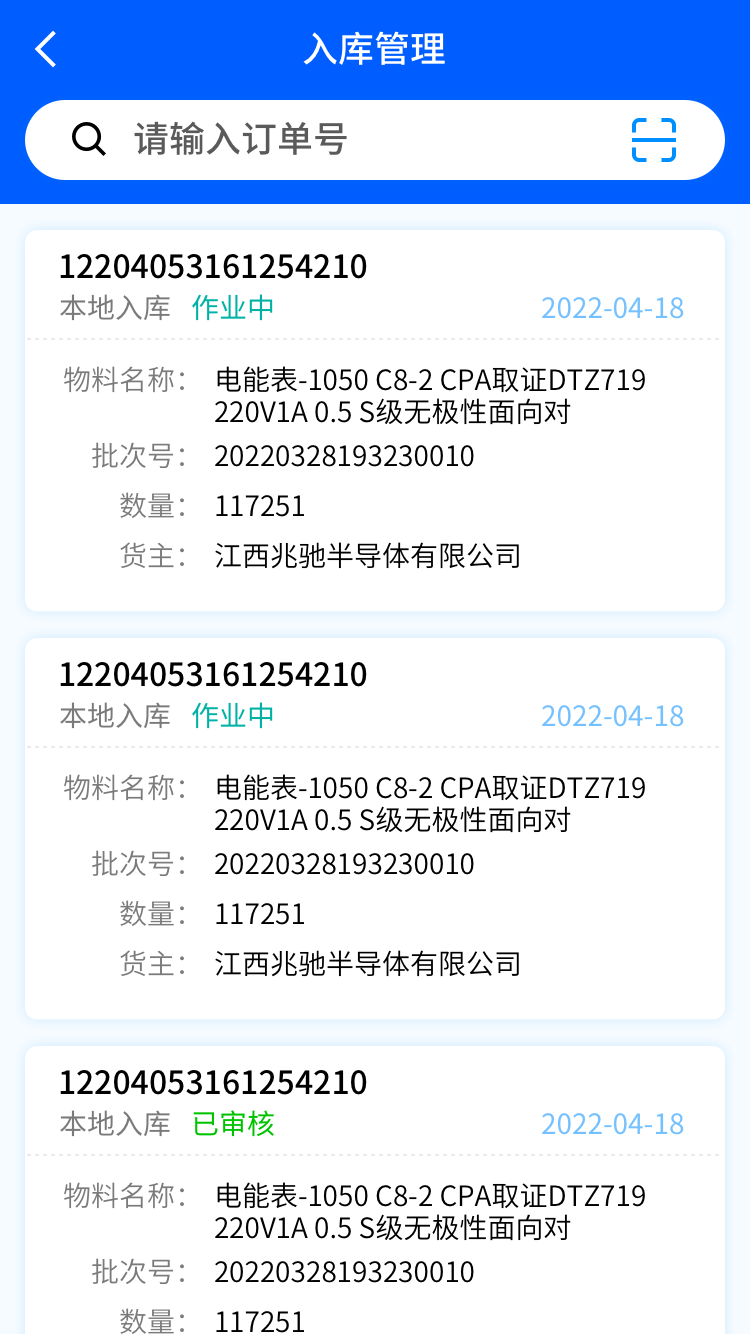 入库管理
请输入订单号
12204053161254210
本地入库 作业中 2022-04-18
物料名称： 电能表-1050 C8-2 CPA取证DTZ719
220V1A 0.5 S级无极性面向对
批次号： 20220328193230010
数量： 117251
货主： 江西兆驰半导体有限公司
12204053161254210
本地入库 作业中 2022-04-18
物料名称： 电能表-1050 C8-2 CPA取证DTZ719
220V1A 0.5 S级无极性面向对
批次号： 20220328193230010
数量： 117251
货主： 江西兆驰半导体有限公司
12204053161254210
本地入库 已审核 2022-04-18
物料名称： 电能表-1050 C8-2 CPA取证DTZ719
220V1A 0.5 S级无极性面向对
批次号： 20220328193230010
数量： 117251